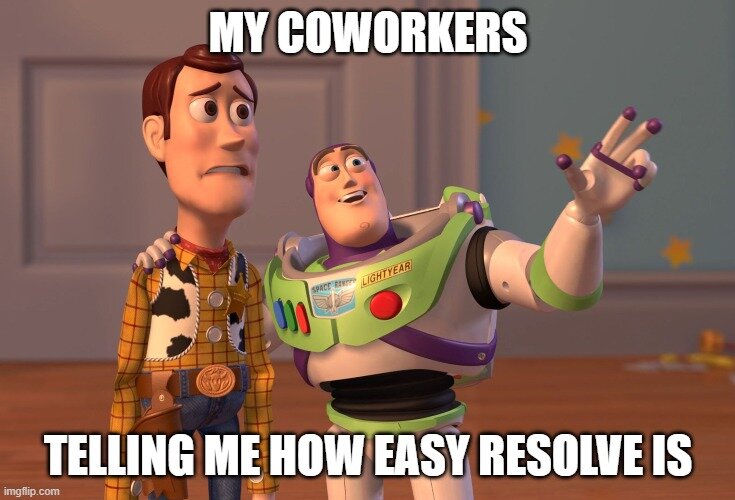 MY COWORKERS
SPACE RANGER
LIGHTYEAR
TELLING ME HOW EASY RESOLVE IS
imgflip.com